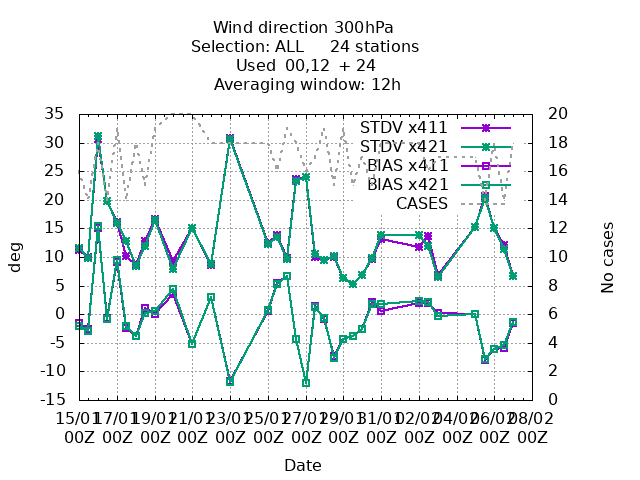 Wind direction 300hPa
Selection: ALL     24 stations
Used  00,12  + 24
Averaging window: 12h
35
30
25
20
15
10
5
0
-5
-10
-15
deg
STDV x411
STDV x421
BIAS x411
BIAS x421
CASES
20
18
16
14
12
10
8
6
4
2
0
No cases
15/01 17/01 19/01 21/01 23/01 25/01 27/01 29/01 31/01 02/02 04/02 06/02 08/02
00Z 00Z 00Z 00Z 00Z 00Z 00Z 00Z 00Z 00Z 00Z 00Z 00Z
Date